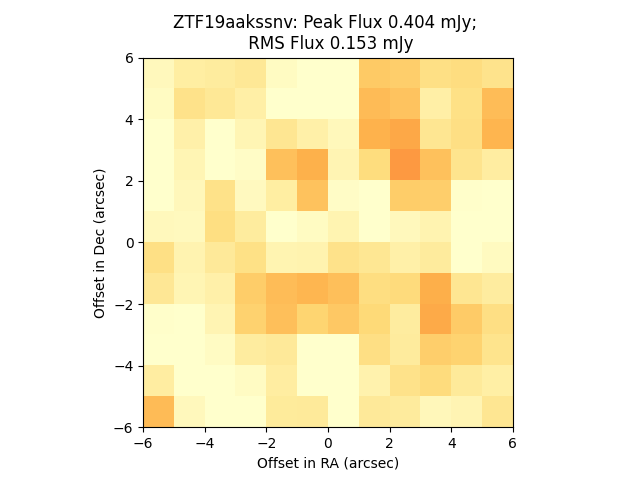 ZTF19aakssnv: Peak Flux 0.404 mJy;
RMS Flux 0.153 mJy
6
4
2
0
−2
−4
−6
Offset in Dec (arcsec)
−6 −4 −2 0 2 4 6
Offset in RA (arcsec)